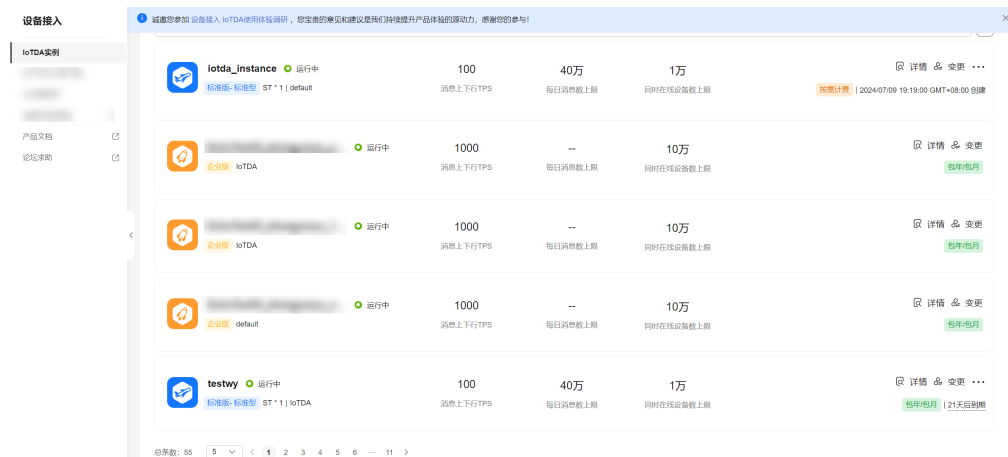 设备接入
诚邀您参加 设备接入 IoTDA使用体验调研 ，您宝贵的意见和建议是我们持续提升产品体验的源动力，感谢您的参与！
IoTDA实例
产品文档
论坛求助
iotda_instance 运行中
标准版- 标准型 ST * 1 | default
100
消息上下行TPS
40万
每日消息数上限
1万
同时在线设备数上限
详情 变更 ···
按需计费 | 2024/07/09 19:19:00 GMT+08:00 创建
运行中
企业版 IoTDA
1000
消息上下行TPS
--
每日消息数上限
10万
同时在线设备数上限
详情 变更
包年/包月
运行中
企业版 IoTDA
1000
消息上下行TPS
--
每日消息数上限
10万
同时在线设备数上限
详情 变更
包年/包月
运行中
企业版 default
1000
消息上下行TPS
--
每日消息数上限
10万
同时在线设备数上限
详情 变更
包年/包月
testwy 运行中
标准版- 标准型 ST * 1 | IoTDA
100
消息上下行TPS
40万
每日消息数上限
1万
同时在线设备数上限
详情 变更 ···
包年/包月 | 21天后到期
总条数: 55 5 < 1 2 3 4 5 6 ··· 11 >